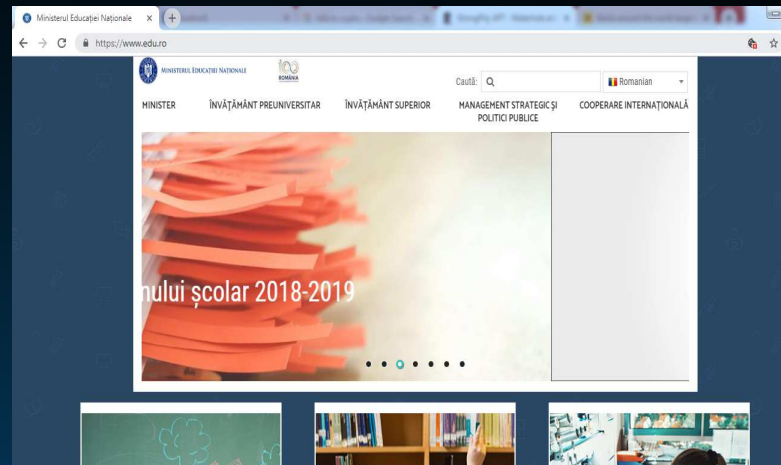 Ministerul Educației Naționale
https://www.edu.ro
MINISTERUL EDUCAȚIEI NAȚIONALE
ROMÂNIA
Caută:
Romanian
MINISTER
ÎNVĂȚĂMÂNT PREUNIVERSITAR
ÎNVĂȚĂMÂNT SUPERIOR
MANAGEMENT STRATEGIC ȘI
POLITICI PUBLICE
COOPERARE INTERNAȚIONALĂ
mului școlar 2018-2019